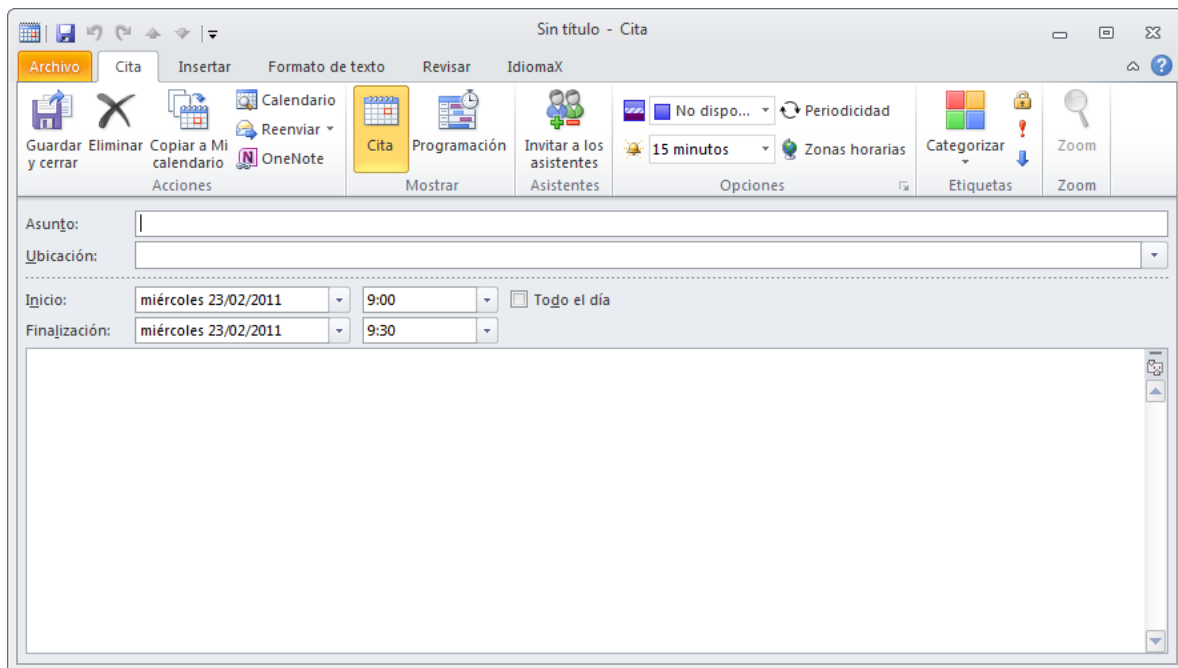 Sin título - Cita
Archivo Cita Insertar Formato de texto Revisar IdiomaX
Guardar y cerrar
Eliminar
Copiar a Mi calendario
Calendario
Reenviar
OneNote
Acciones
Cita
Programación
Mostrar
Invitar a los asistentes
Asistentes
No dispo...
Periodicidad
15 minutos
Zonas horarias
Opciones
Categorizar
Etiquetas
Zoom
Zoom
Asunto:
Ubicación:
Inicio: miércoles 23/02/2011 9:00 Todo el día
Finalización: miércoles 23/02/2011 9:30